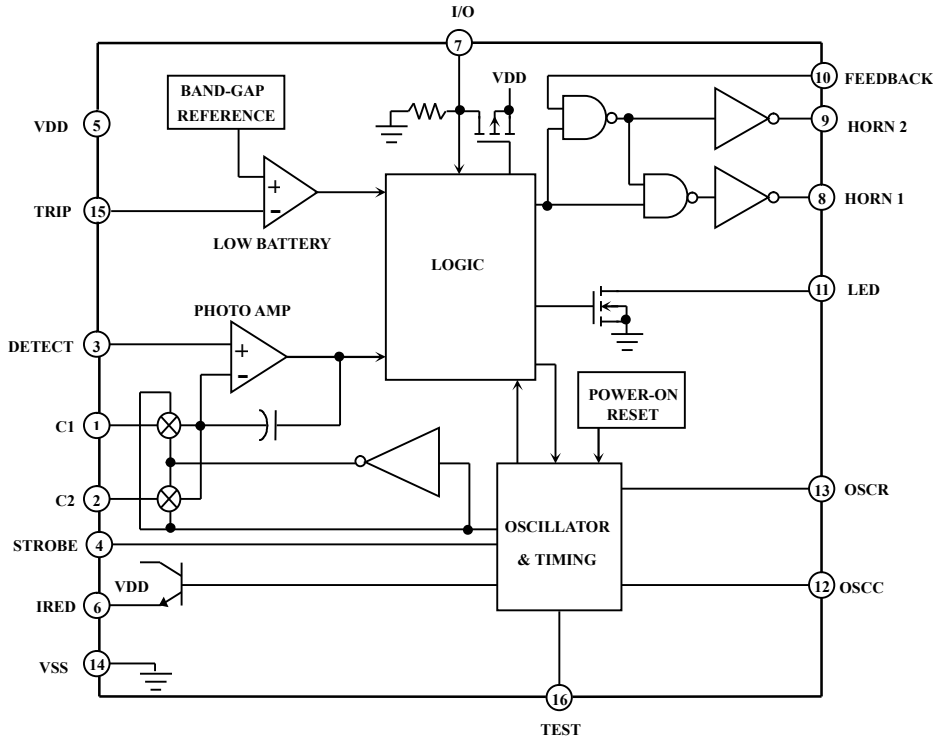 I/O
7
BAND-GAP
REFERENCE
VDD
10
FEEDBACK
9
HORN 2
VDD
5
+
-
TRIP
15
LOW BATTERY
8
HORN 1
LOGIC
11
LED
PHOTO AMP
DETECT
3
+
-
POWER-ON
RESET
C1
1
C2
2
13
OSCR
OSCILLATOR
& TIMING
STROBE
4
VDD
IRED
6
12
OSCC
VSS
14
16
TEST